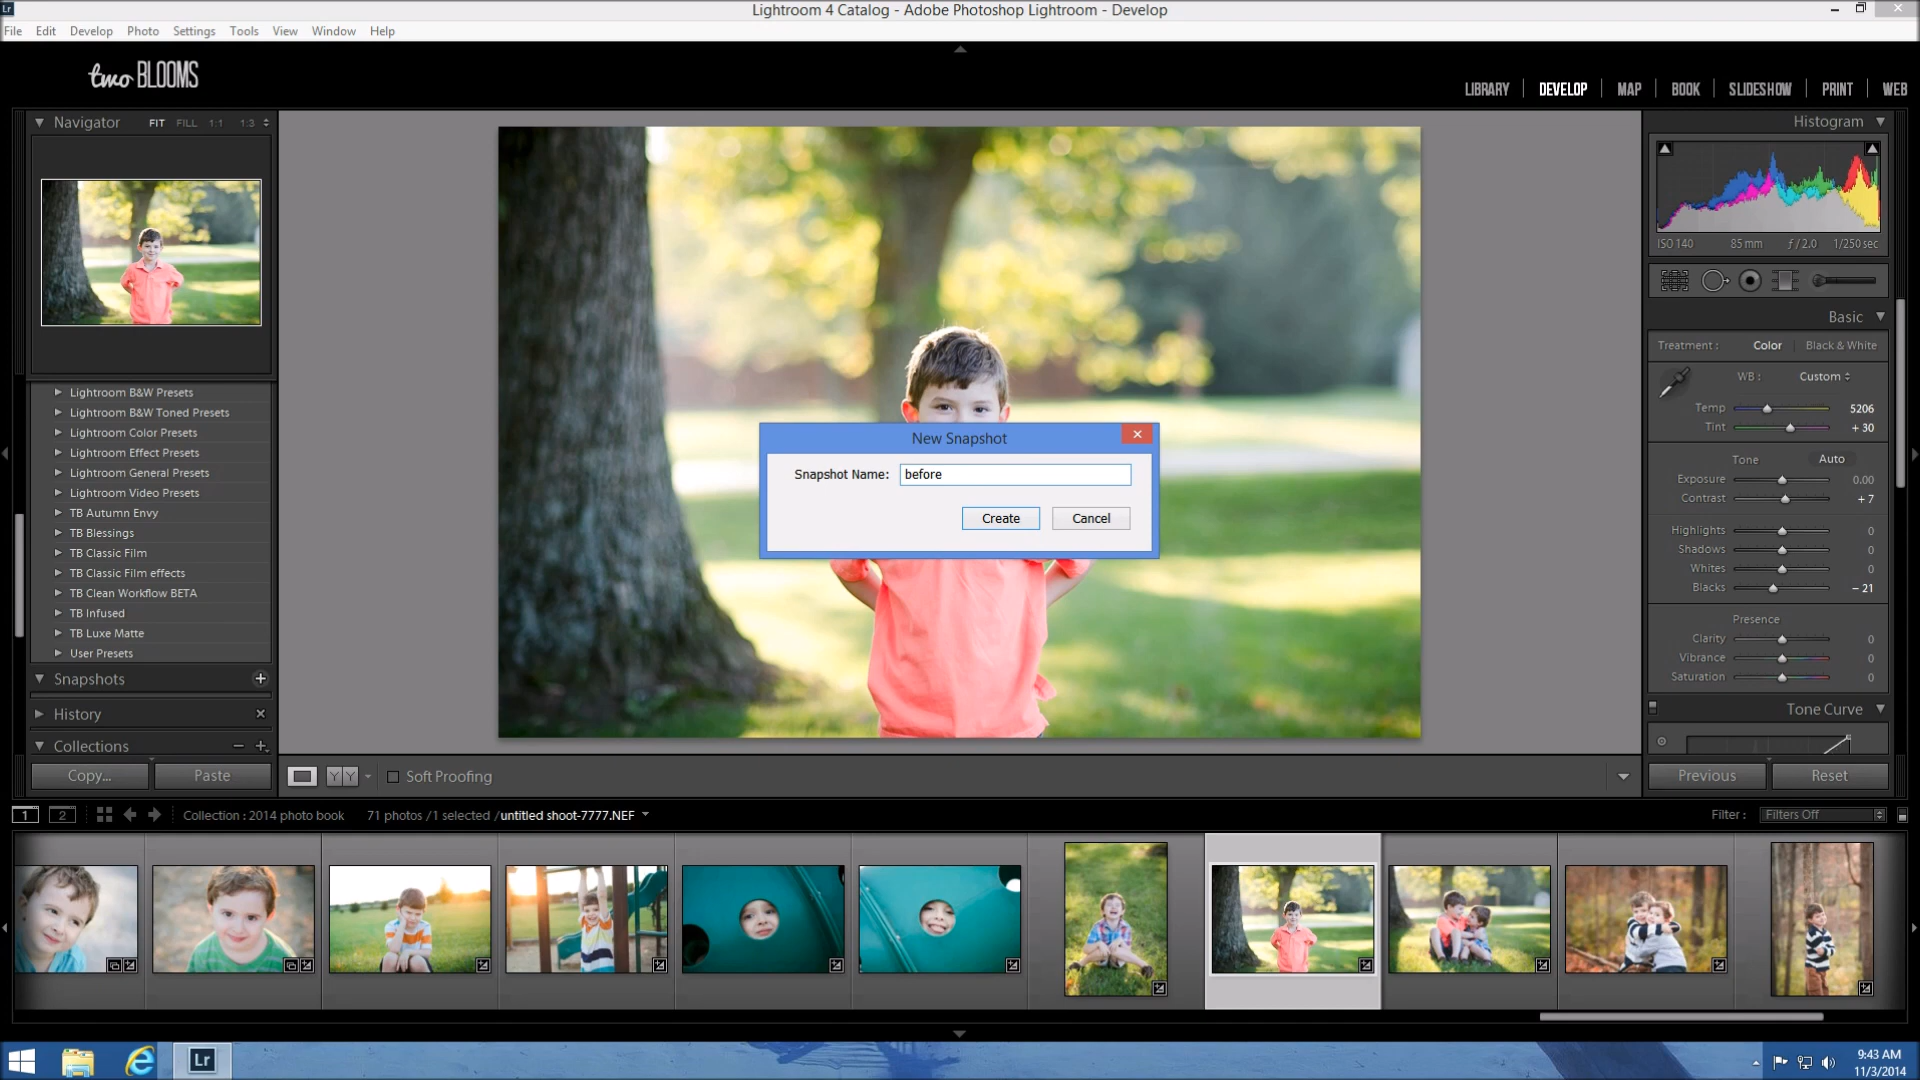 Lr
Lightroom 4 Catalog - Adobe Photoshop Lightroom - Develop
File Edit Develop Photo Settings Tools View Window Help
two BLOOMS
LIBRARY | DEVELOP | MAP | BOOK | SLIDESHOW | PRINT | WEB
Navigator FIT FILL 1:1 1:3
Lightroom B&W Presets
Lightroom B&W Toned Presets
Lightroom Color Presets
Lightroom Effect Presets
Lightroom General Presets
Lightroom Video Presets
TB Autumn Envy
TB Blessings
TB Classic Film
TB Classic Film effects
TB Clean Workflow BETA
TB Infused
TB Luxe Matte
User Presets
Snapshots +
History ×
Collections − +
Copy... Paste
New Snapshot
Snapshot Name: before
Create Cancel
Y Y Soft Proofing
Histogram
ISO 140 85 mm ƒ / 2.0 1/250 sec
Basic
Treatment : Color | Black & White
WB : Custom
Temp 5206
Tint + 30
Tone Auto
Exposure 0.00
Contrast + 7
Highlights 0
Shadows 0
Whites 0
Blacks − 21
Presence
Clarity 0
Vibrance 0
Saturation 0
Tone Curve
Previous Reset
1 2 Collection : 2014 photo book 71 photos / 1 selected / untitled shoot-7777.NEF Filter : Filters Off
Lr
9:43 AM
11/3/2014